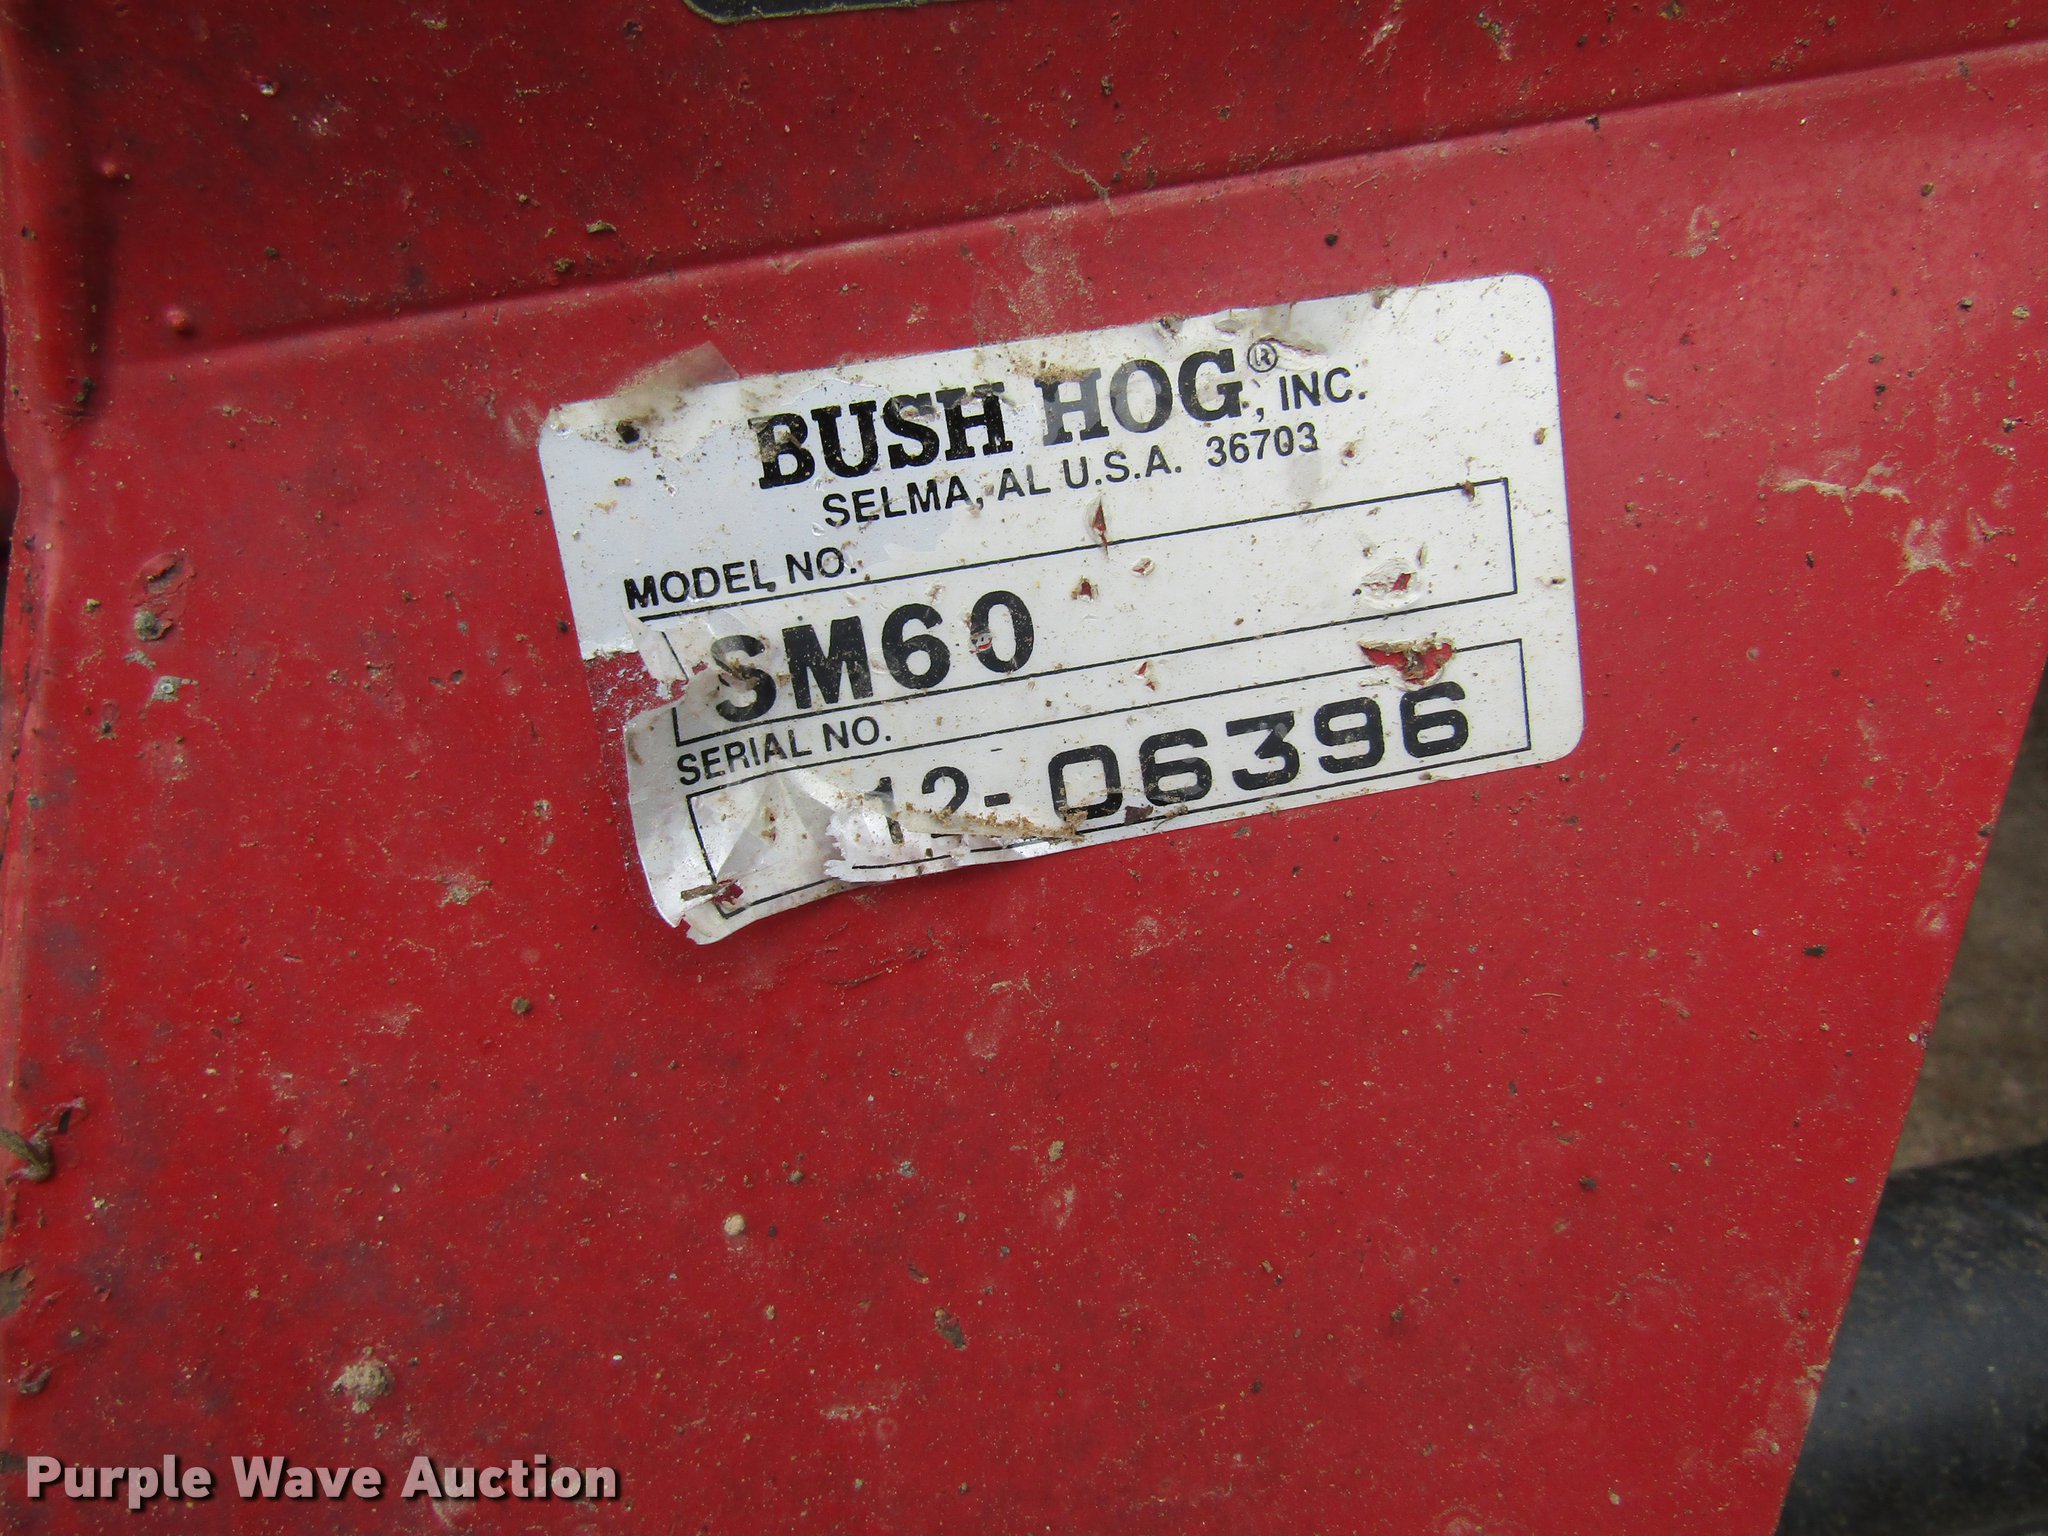 BUSH HOG®, INC.
SELMA, AL U.S.A. 36703
MODEL NO.
SM60
SERIAL NO.
12-06396
Purple Wave Auction